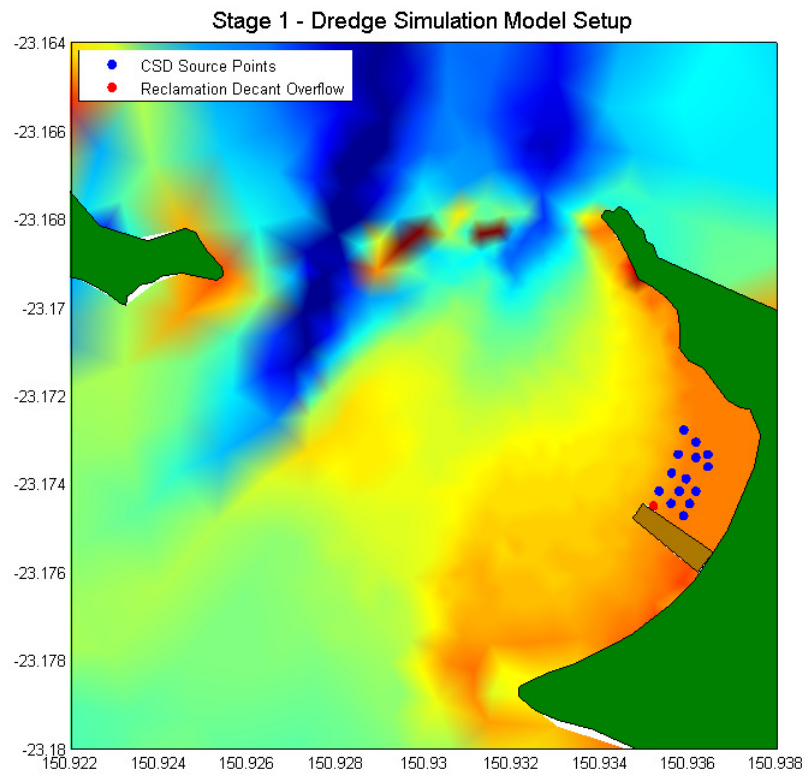 Stage 1 - Dredge Simulation Model Setup
-23.164
CSD Source Points
Reclamation Decant Overflow
-23.166
-23.168
-23.17
-23.172
-23.174
-23.176
-23.178
-23.18
150.922 150.924 150.926 150.928 150.93 150.932 150.934 150.936 150.938